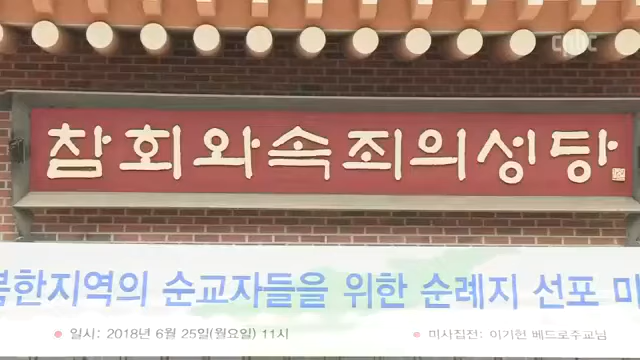 cpbc
참회와속죄의성당
북한지역의 순교자들을 위한 순례지 선포 미
일시: 2018년 6월 25일(월요일) 11시
미사집전: 이기헌 베드로주교님